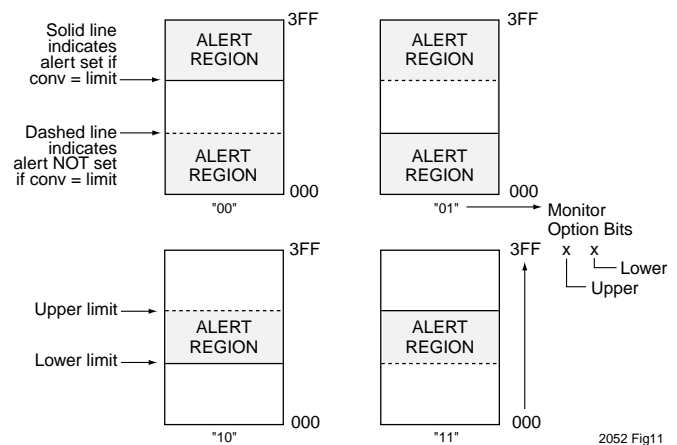 Solid line
indicates
alert set if
conv = limit
Dashed line
indicates
alert NOT set
if conv = limit
3FF
ALERT
REGION
ALERT
REGION
000
"00"
3FF
ALERT
REGION
ALERT
REGION
000
"01"
Monitor
Option Bits
x x
Lower
Upper
Upper limit
Lower limit
3FF
ALERT
REGION
000
"10"
3FF
ALERT
REGION
000
"11"
2052 Fig11